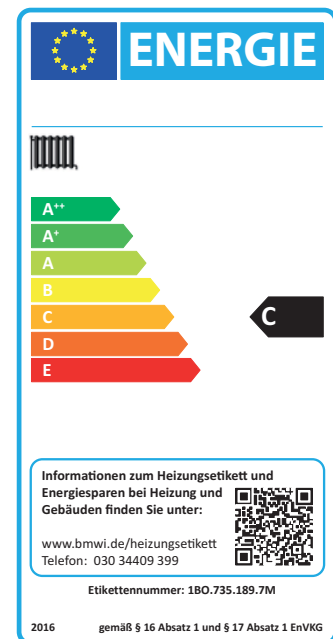 ENERGIE
A++
A+
A
B
C
C
D
E
Informationen zum Heizungsetikett und
Energiesparen bei Heizung und
Gebäuden finden Sie unter:
www.bmwi.de/heizungsetikett
Telefon: 030 34409 399
Etikettennummer: 1BO.735.189.7M
2016 gemäß § 16 Absatz 1 und § 17 Absatz 1 EnVKG